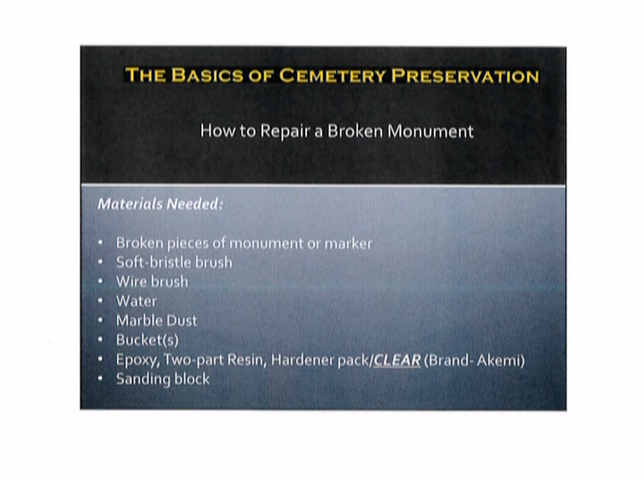 THE BASICS OF CEMETERY PRESERVATION
How to Repair a Broken Monument
Materials Needed:
• Broken pieces of monument or marker
• Soft-bristle brush
• Wire brush
• Water
• Marble Dust
• Bucket(s)
• Epoxy, Two-part Resin, Hardener pack/CLEAR (Brand- Akemi)
• Sanding block